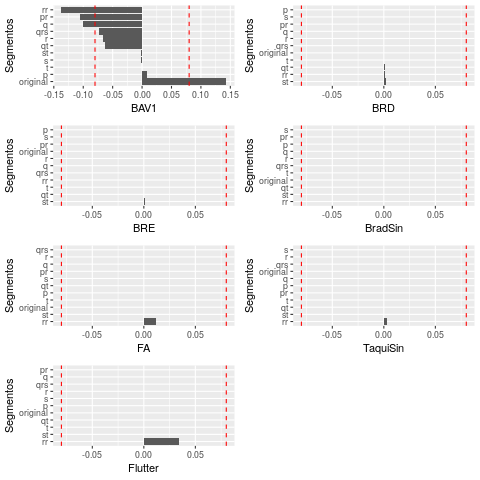 Segmentos
rr
pr
q
qrs
r
qt
st
s
t
p
original
-0.15 -0.10 -0.05 0.00 0.05 0.10 0.15
BAV1
Segmentos
p
s
pr
r
q
qrs
original
t
qt
rr
st
-0.05 0.00 0.05
BRD
Segmentos
p
s
pr
original
r
q
qrs
rr
t
qt
st
-0.05 0.00 0.05
BRE
Segmentos
s
p
pr
q
r
qrs
t
original
rr
qt
st
-0.05 0.00 0.05
BradSin
Segmentos
qrs
r
q
pr
s
p
t
original
qt
st
rr
-0.05 0.00 0.05
FA
Segmentos
s
r
qrs
original
q
p
pr
t
qt
st
rr
-0.05 0.00 0.05
TaquiSin
Segmentos
pr
q
qrs
r
s
p
original
t
qt
st
rr
-0.05 0.00 0.05
Flutter